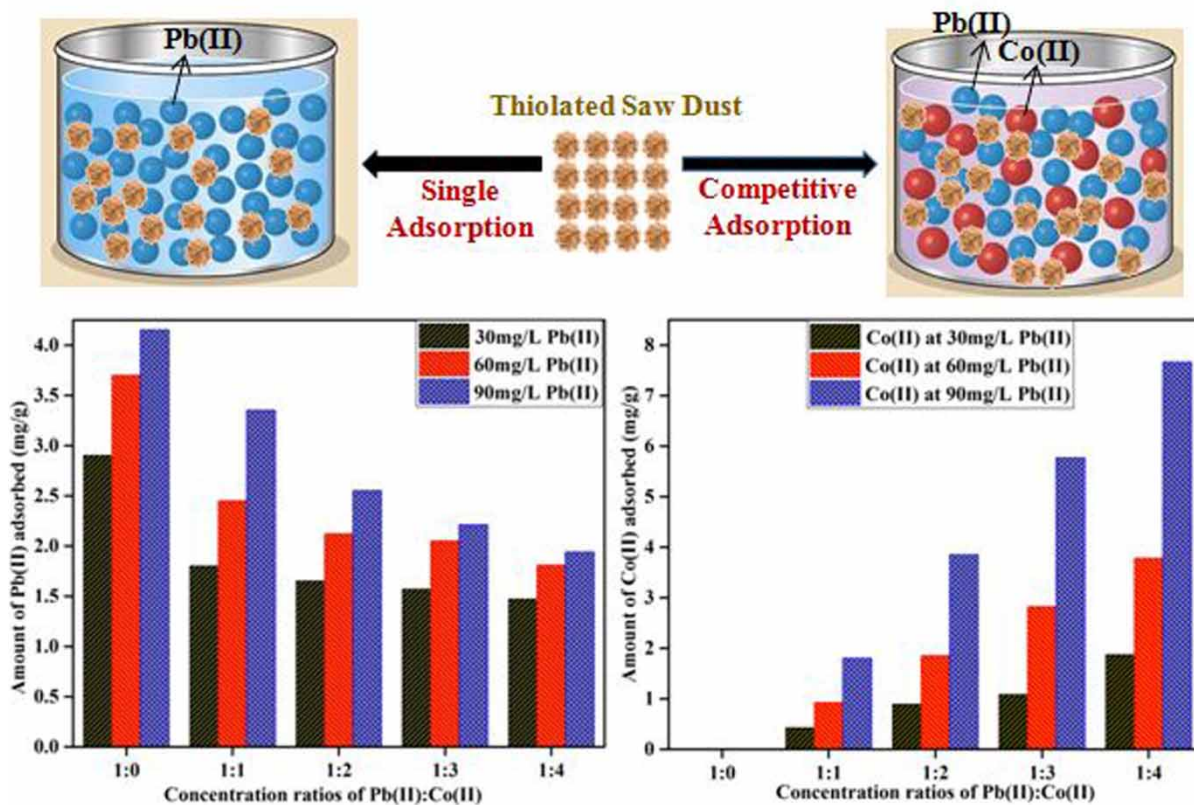 Pb(II)
Pb(II)
Co(II)
Thiolated Saw Dust
Single
Adsorption
Competitive
Adsorption
30mg/L Pb(II)
60mg/L Pb(II)
90mg/L Pb(II)
4.0
3.5
3.0
2.5
2.0
1.5
1.0
0.5
0.0
Amount of Pb(II) adsorbed (mg/g)
1:0 1:1 1:2 1:3 1:4
Concentration ratios of Pb(II):Co(II)
Co(II) at 30mg/L Pb(II)
Co(II) at 60mg/L Pb(II)
Co(II) at 90mg/L Pb(II)
8
7
6
5
4
3
2
1
0
Amount of Co(II) adsorbed (mg/g)
1:0 1:1 1:2 1:3 1:4
Concentration ratios of Pb(II):Co(II)